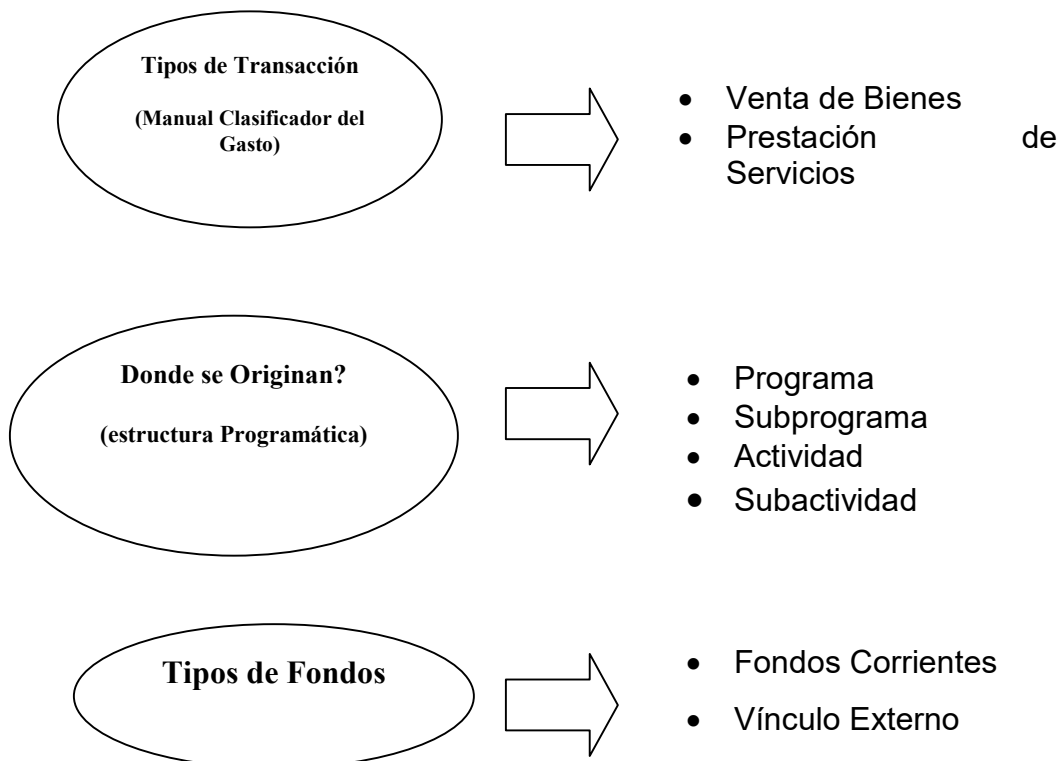 Tipos de Transacción
(Manual Clasificador del
Gasto)
• Venta de Bienes
• Prestación de
Servicios
Donde se Originan?
(estructura Programática)
• Programa
• Subprograma
• Actividad
• Subactividad
Tipos de Fondos
• Fondos Corrientes
• Vínculo Externo